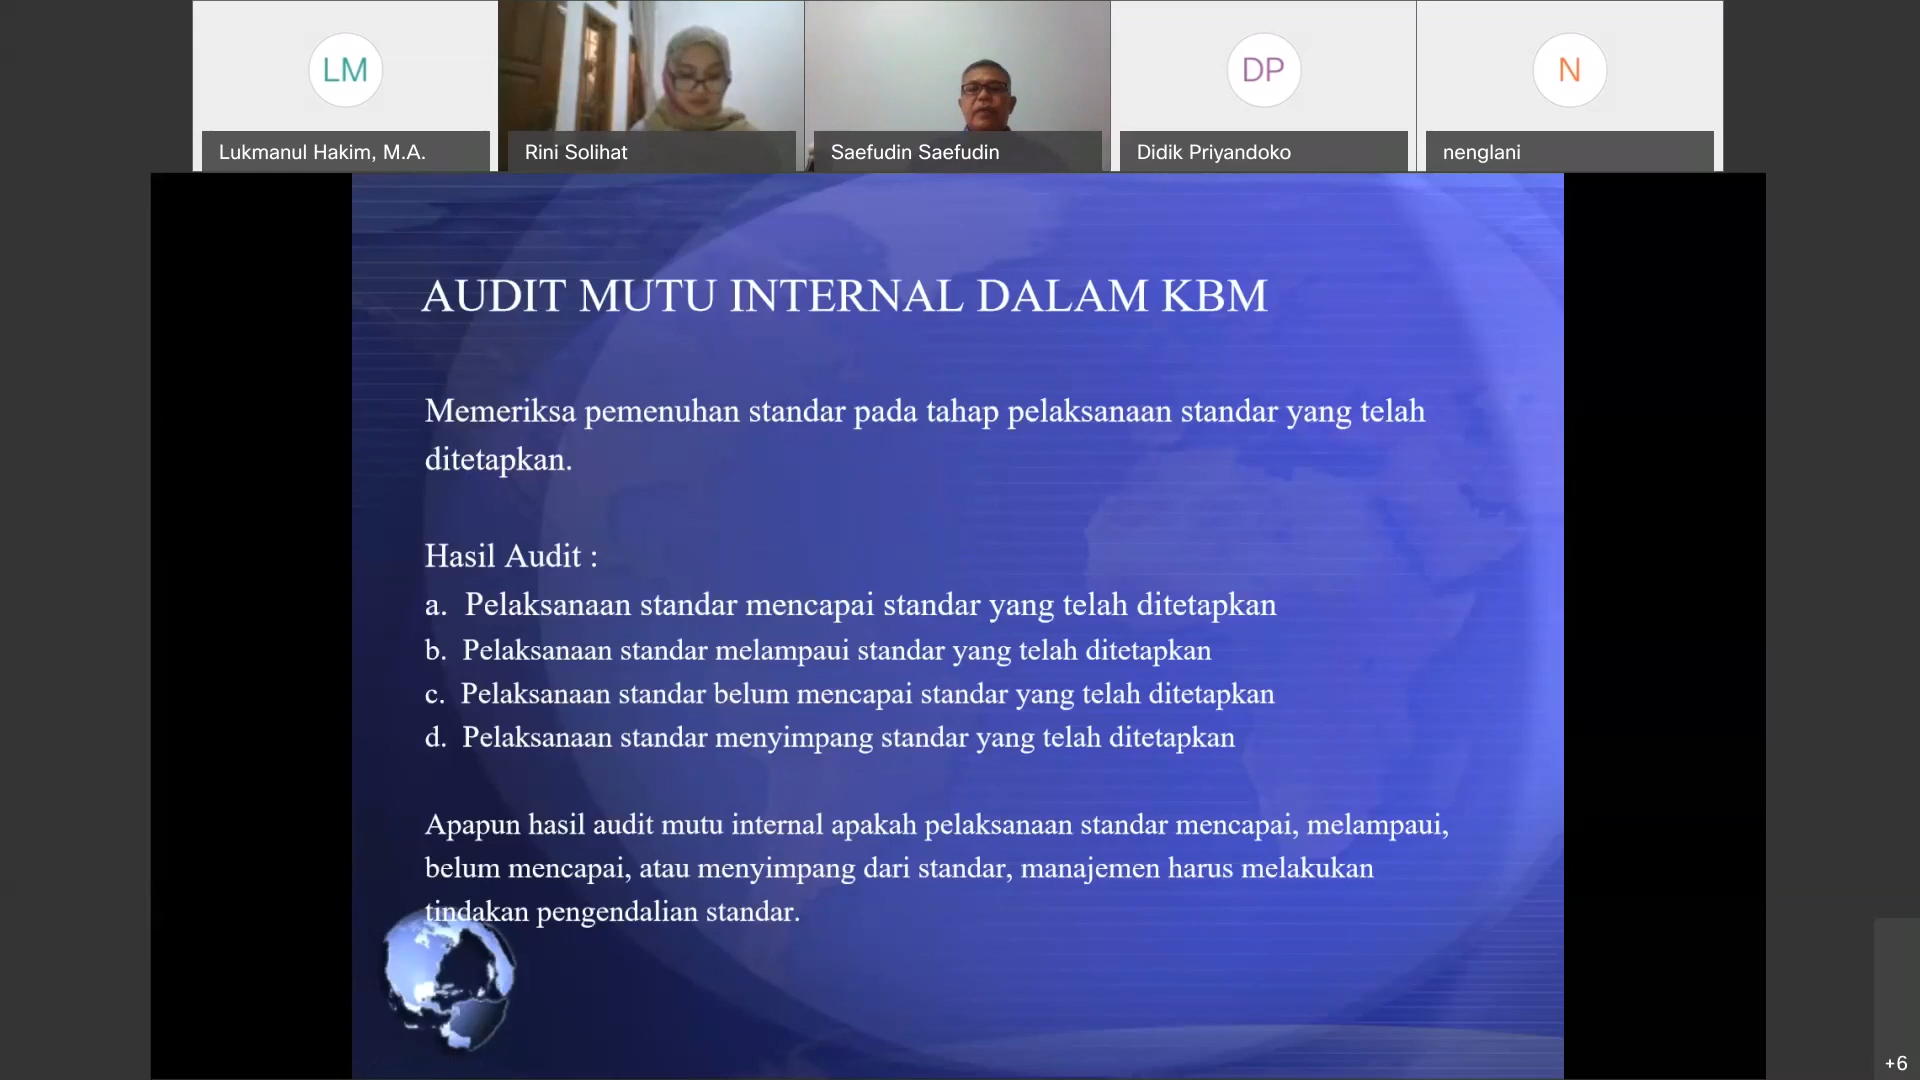 LM
DP
N
Lukmanul Hakim, M.A.
Rini Solihat
Saefudin Saefudin
Didik Priyandoko
nenglani
AUDIT MUTU INTERNAL DALAM KBM
Memeriksa pemenuhan standar pada tahap pelaksanaan standar yang telah
ditetapkan.
Hasil Audit :
a. Pelaksanaan standar mencapai standar yang telah ditetapkan
b. Pelaksanaan standar melampaui standar yang telah ditetapkan
c. Pelaksanaan standar belum mencapai standar yang telah ditetapkan
d. Pelaksanaan standar menyimpang standar yang telah ditetapkan
Apapun hasil audit mutu internal apakah pelaksanaan standar mencapai, melampaui,
belum mencapai, atau menyimpang dari standar, manajemen harus melakukan
tindakan pengendalian standar.
+6